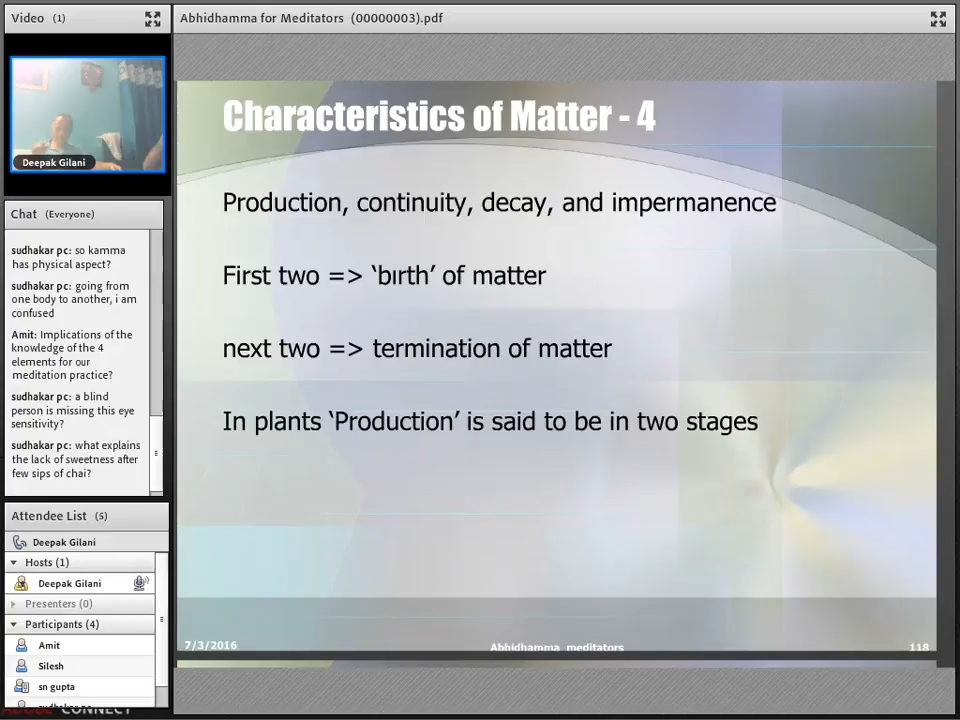 Video (1)
Abhidhamma for Meditators (00000003).pdf
Deepak Gilani
Chat (Everyone)
sudhakar pc: so kamma
has physical aspect?
sudhakar pc: going from
one body to another, i am
confused
Amit: Implications of the
knowledge of the 4
elements for our
meditation practice?
sudhakar pc: a blind
person is missing this eye
sensitivity?
sudhakar pc: what explains
the lack of sweetness after
few sips of chai?
Attendee List (5)
Deepak Gilani
Hosts (1)
Deepak Gilani
Presenters (0)
Participants (4)
Amit
Silesh
sn gupta
ADOBE CONNECT
Characteristics of Matter - 4
Production, continuity, decay, and impermanence
First two => ‘birth’ of matter
next two => termination of matter
In plants ‘Production’ is said to be in two stages
7/3/2016
Abhidhamma meditators
118